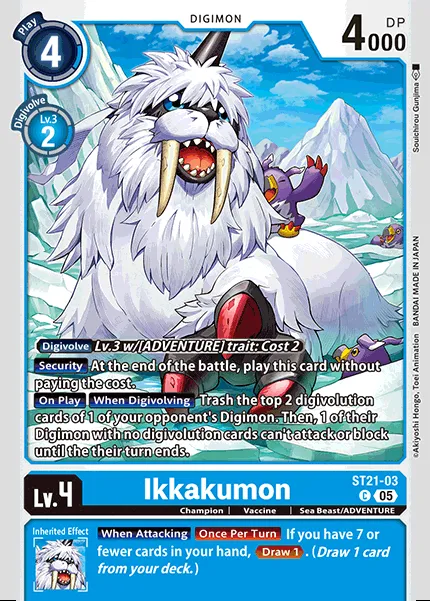 DIGIMON
Play
4
4000
DP
Digivolve
Lv.3
2
Souichirou Gunjima
©Akiyoshi Hongo, Toei Animation BANDAI MADE IN JAPAN
Digivolve Lv.3 w/[ADVENTURE] trait: Cost 2
Security At the end of the battle, play this card without
paying the cost.
On Play When Digivolving Trash the top 2 digivolution
cards of 1 of your opponent's Digimon. Then, 1 of their
Digimon with no digivolution cards can't attack or block
until the their turn ends.
Lv.4
Ikkakumon
ST21-03
C 05
Champion | Vaccine | Sea Beast/ADVENTURE
Inherited Effect
When Attacking Once Per Turn If you have 7 or
fewer cards in your hand, Draw 1 . (Draw 1 card
from your deck.)